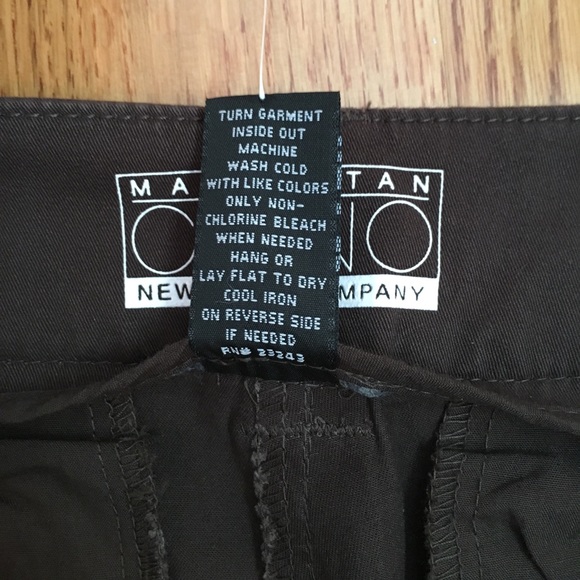 TURN GARMENT
INSIDE OUT
MACHINE
WASH COLD
WITH LIKE COLORS
ONLY NON-
CHLORINE BLEACH
WHEN NEEDED
HANG OR
LAY FLAT TO DRY
COOL IRON
ON REVERSE SIDE
IF NEEDED
RN# 23243
MA TAN
O NO
NEW MPANY